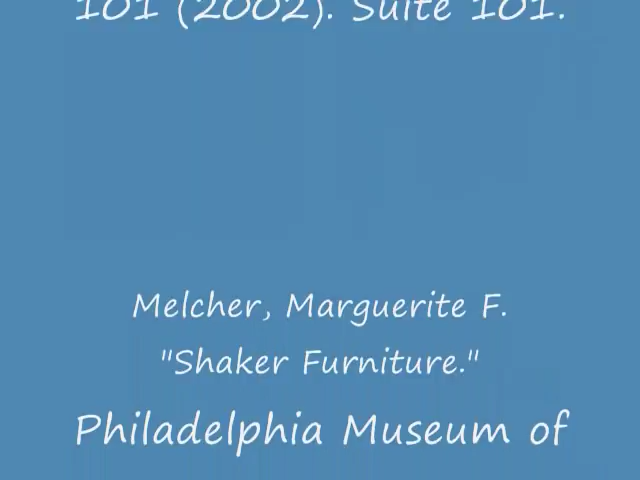 101 (2002). Suite 101.
Melcher, Marguerite F.
"Shaker Furniture."
Philadelphia Museum of